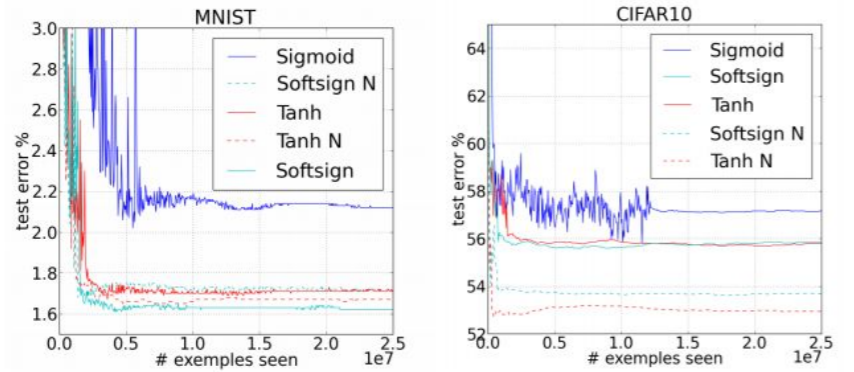 MNIST
3.0
2.8
2.6
2.4
2.2
2.0
1.8
1.6
test error %
Sigmoid
Softsign N
Tanh
Tanh N
Softsign
0.0 0.5 1.0 1.5 2.0 2.5
# exemples seen 1e7
CIFAR10
64
62
60
58
56
54
52
test error %
Sigmoid
Softsign
Tanh
Softsign N
Tanh N
0.0 0.5 1.0 1.5 2.0 2.5
# exemples seen 1e7